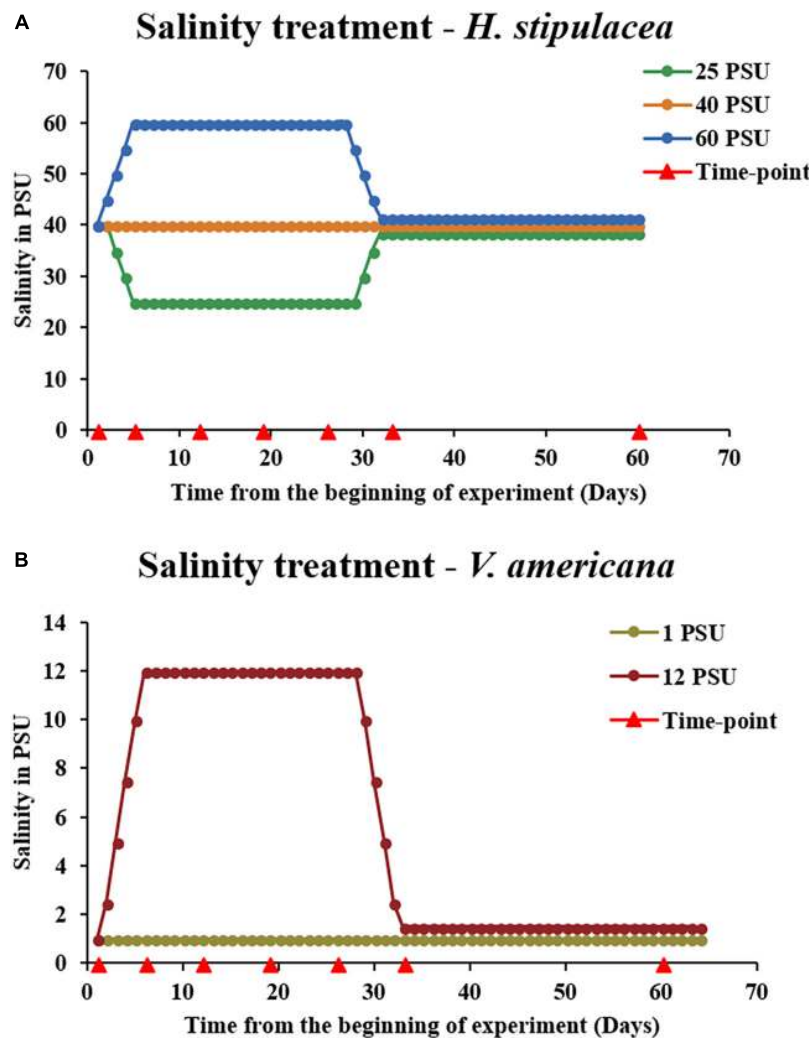 A
Salinity treatment - H. stipulacea
70
60
50
40
30
20
10
0
Salinity in PSU
25 PSU
40 PSU
60 PSU
Time-point
0 10 20 30 40 50 60 70
Time from the beginning of experiment (Days)
B
Salinity treatment - V. americana
14
12
10
8
6
4
2
0
Salinity in PSU
1 PSU
12 PSU
Time-point
0 10 20 30 40 50 60 70
Time from the beginning of experiment (Days)